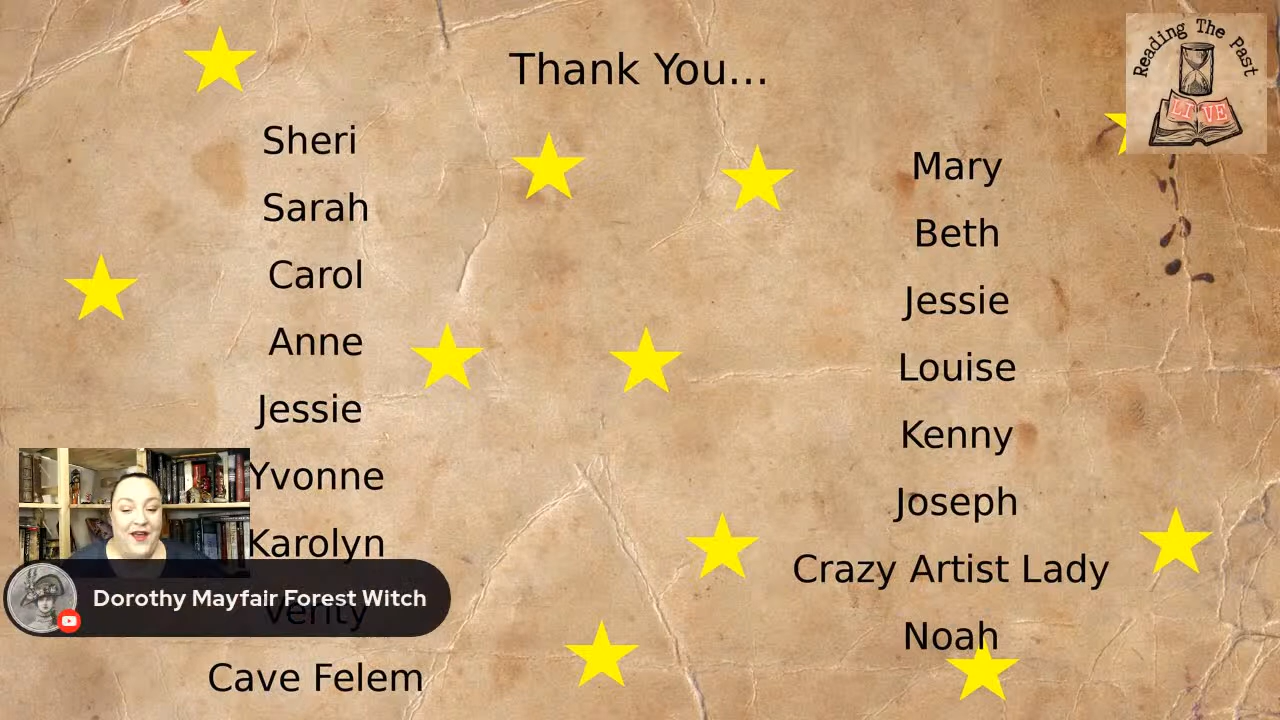 Thank You...
Reading The Past
LIVE
Sheri
Sarah
Carol
Anne
Jessie
Yvonne
Karolyn
Verity
Cave Felem
Dorothy Mayfair Forest Witch
Mary
Beth
Jessie
Louise
Kenny
Joseph
Crazy Artist Lady
Noah